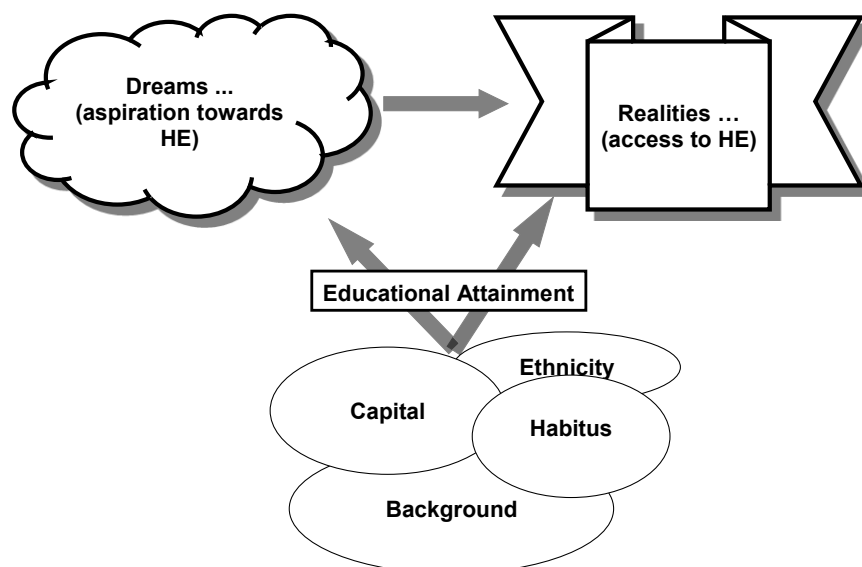 Dreams ...
(aspiration towards
HE)
Realities …
(access to HE)
Educational Attainment
Ethnicity
Capital
Habitus
Background